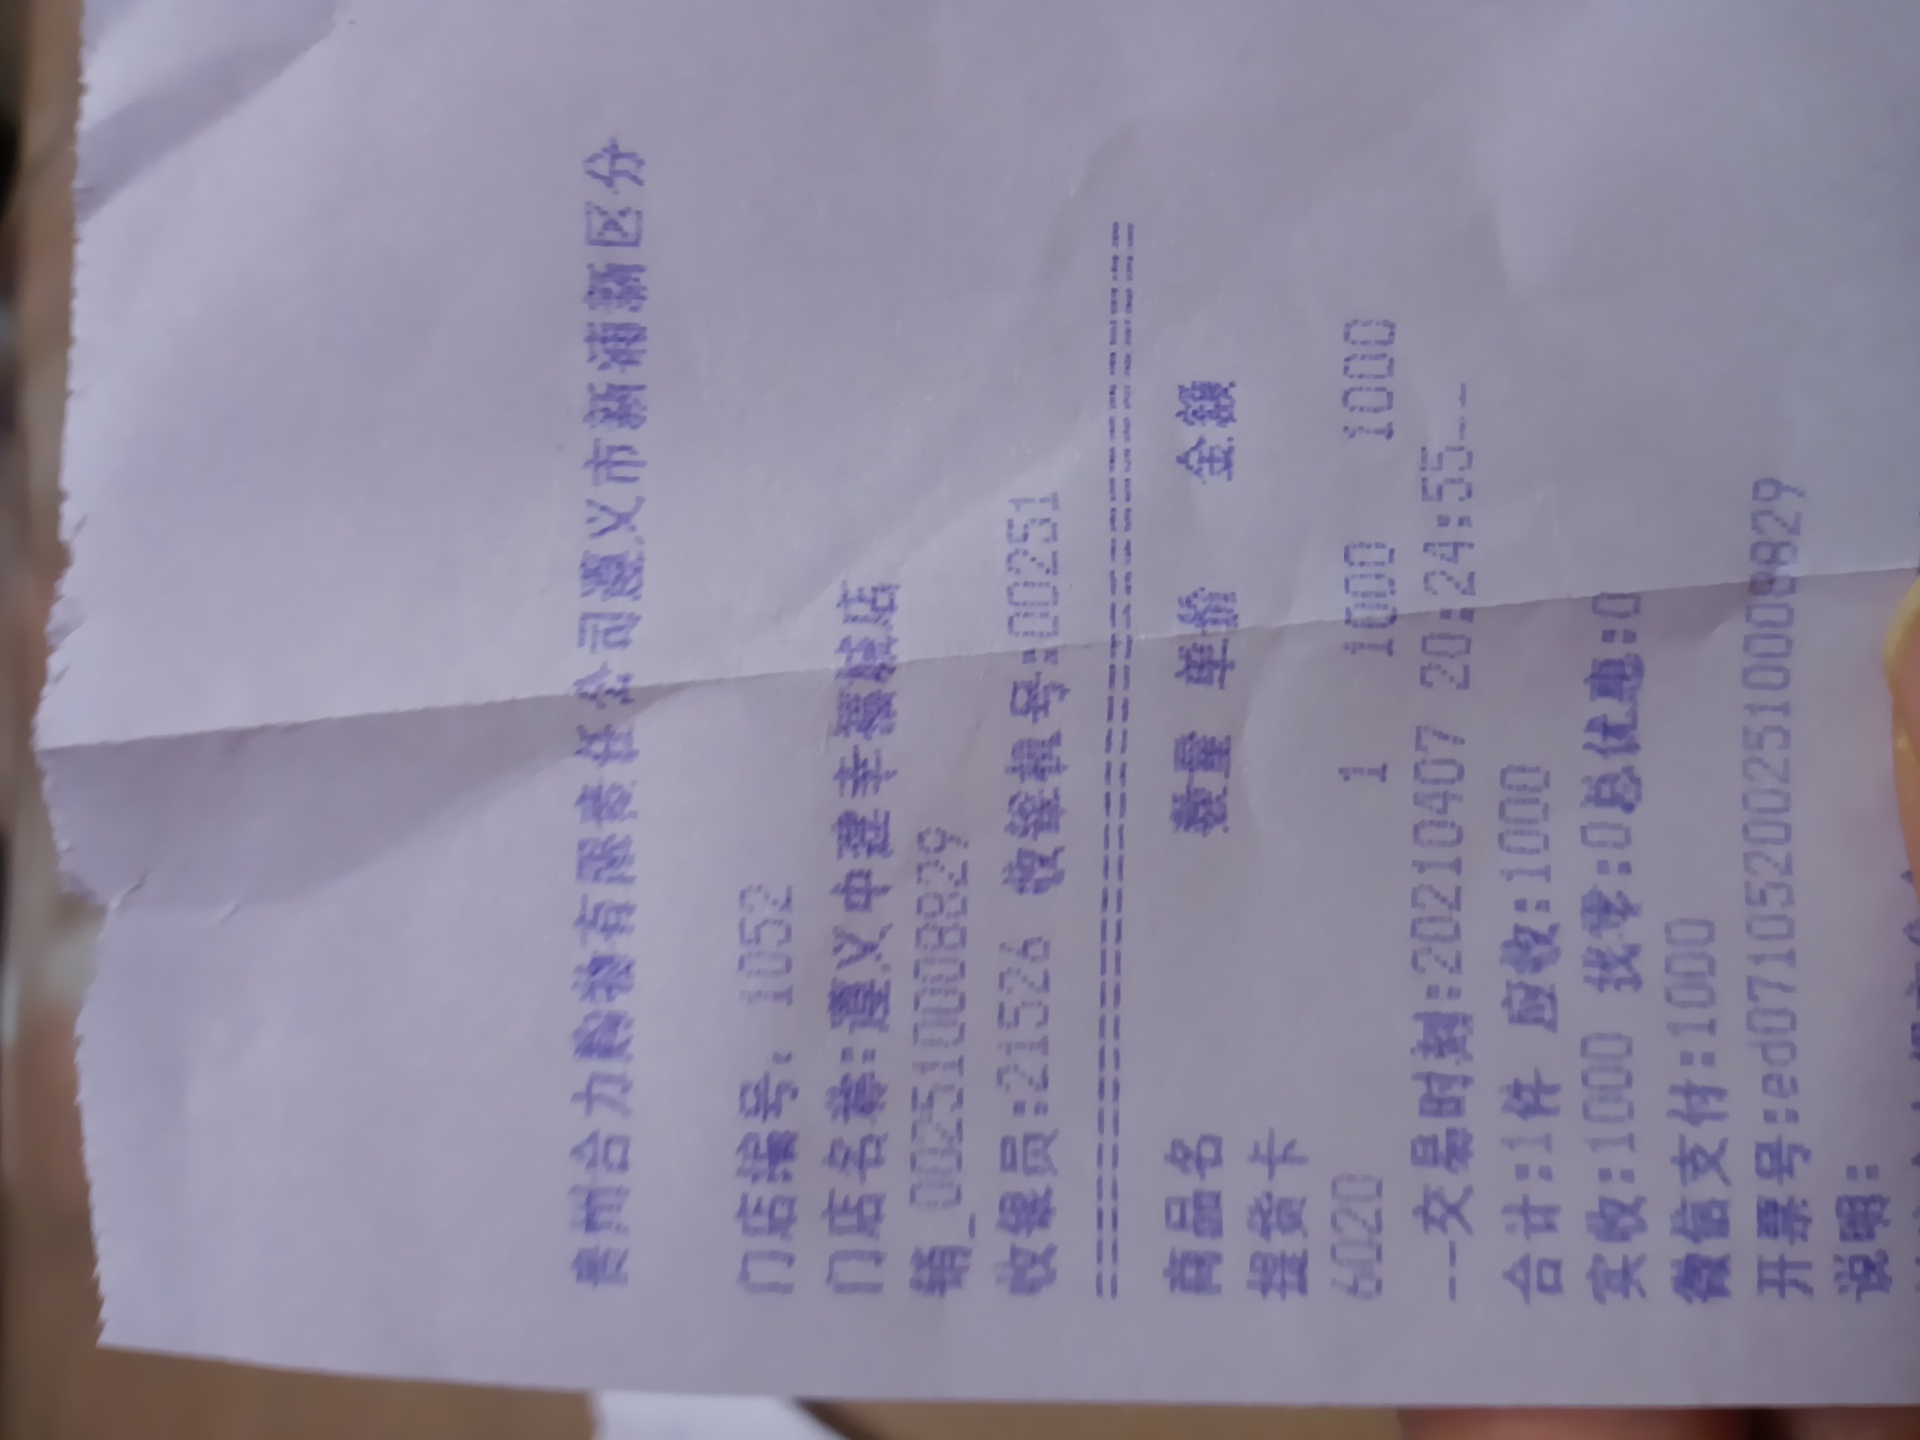 贵州合力购物有限责任公司遵义市新浦新区分
门店编号: 1052
门店名称:遵义中建幸福城店
销_002510008829
收银员:21526 收银机号:00251
商品名 数量 单价 金额
提货卡
6020 1 1000 1000
--交易时刻:20210407 20:24:55--
合计:1件 应收:1000
实收:1000 找零:0总优惠:0
微信支付:1000
开票号:ed071052002510008829
说明: